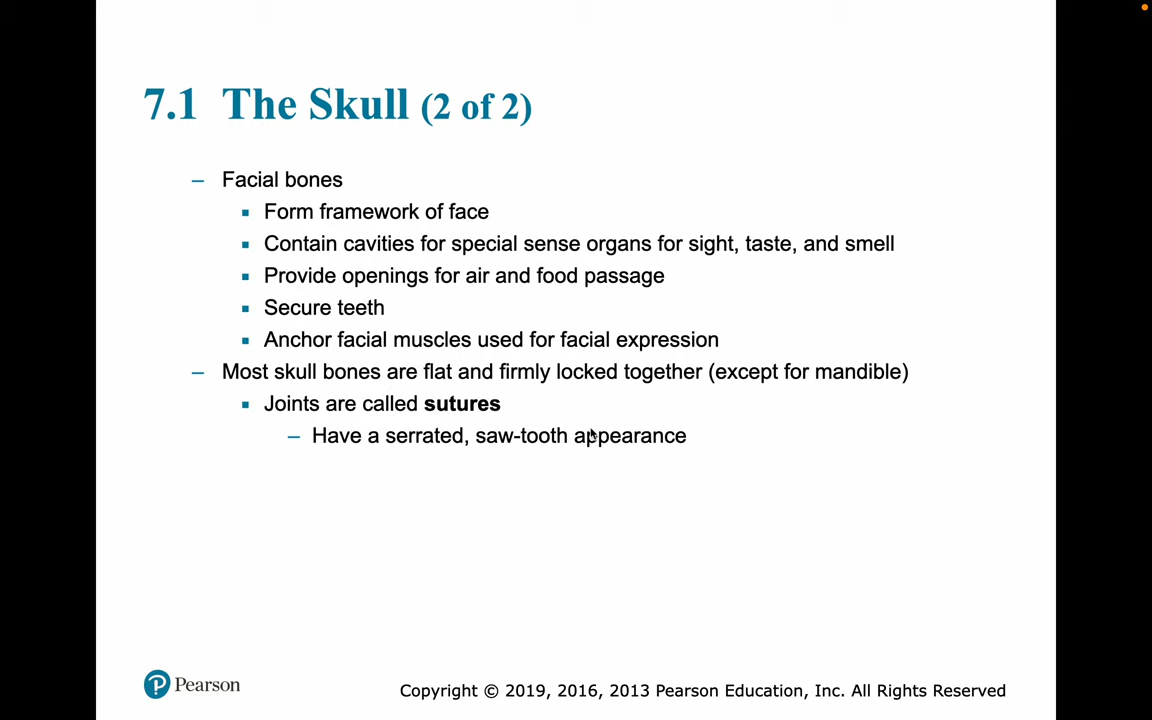 7.1 The Skull (2 of 2)
– Facial bones
▪ Form framework of face
▪ Contain cavities for special sense organs for sight, taste, and smell
▪ Provide openings for air and food passage
▪ Secure teeth
▪ Anchor facial muscles used for facial expression
– Most skull bones are flat and firmly locked together (except for mandible)
▪ Joints are called sutures
– Have a serrated, saw-tooth appearance
P Pearson
Copyright © 2019, 2016, 2013 Pearson Education, Inc. All Rights Reserved